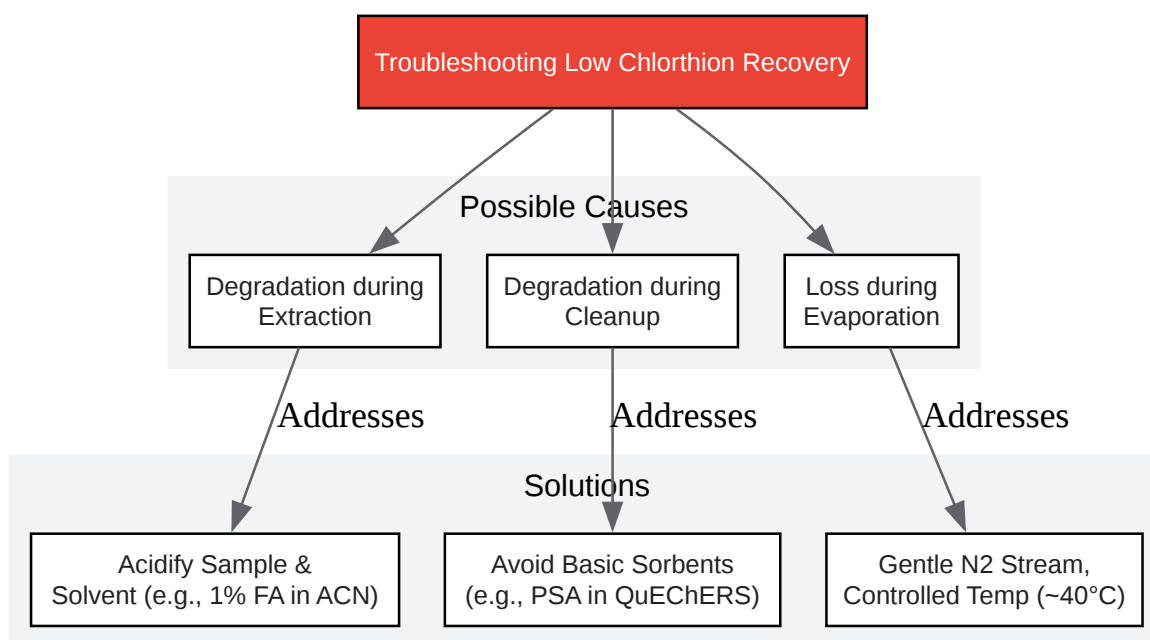 Troubleshooting Low Chlorthion Recovery
Possible Causes
Degradation during
Extraction
Degradation during
Cleanup
Loss during
Evaporation
Addresses
Addresses
Addresses
Solutions
Acidify Sample &
Solvent (e.g., 1% FA in ACN)
Avoid Basic Sorbents
(e.g., PSA in QuEChERS)
Gentle N2 Stream,
Controlled Temp (~40°C)